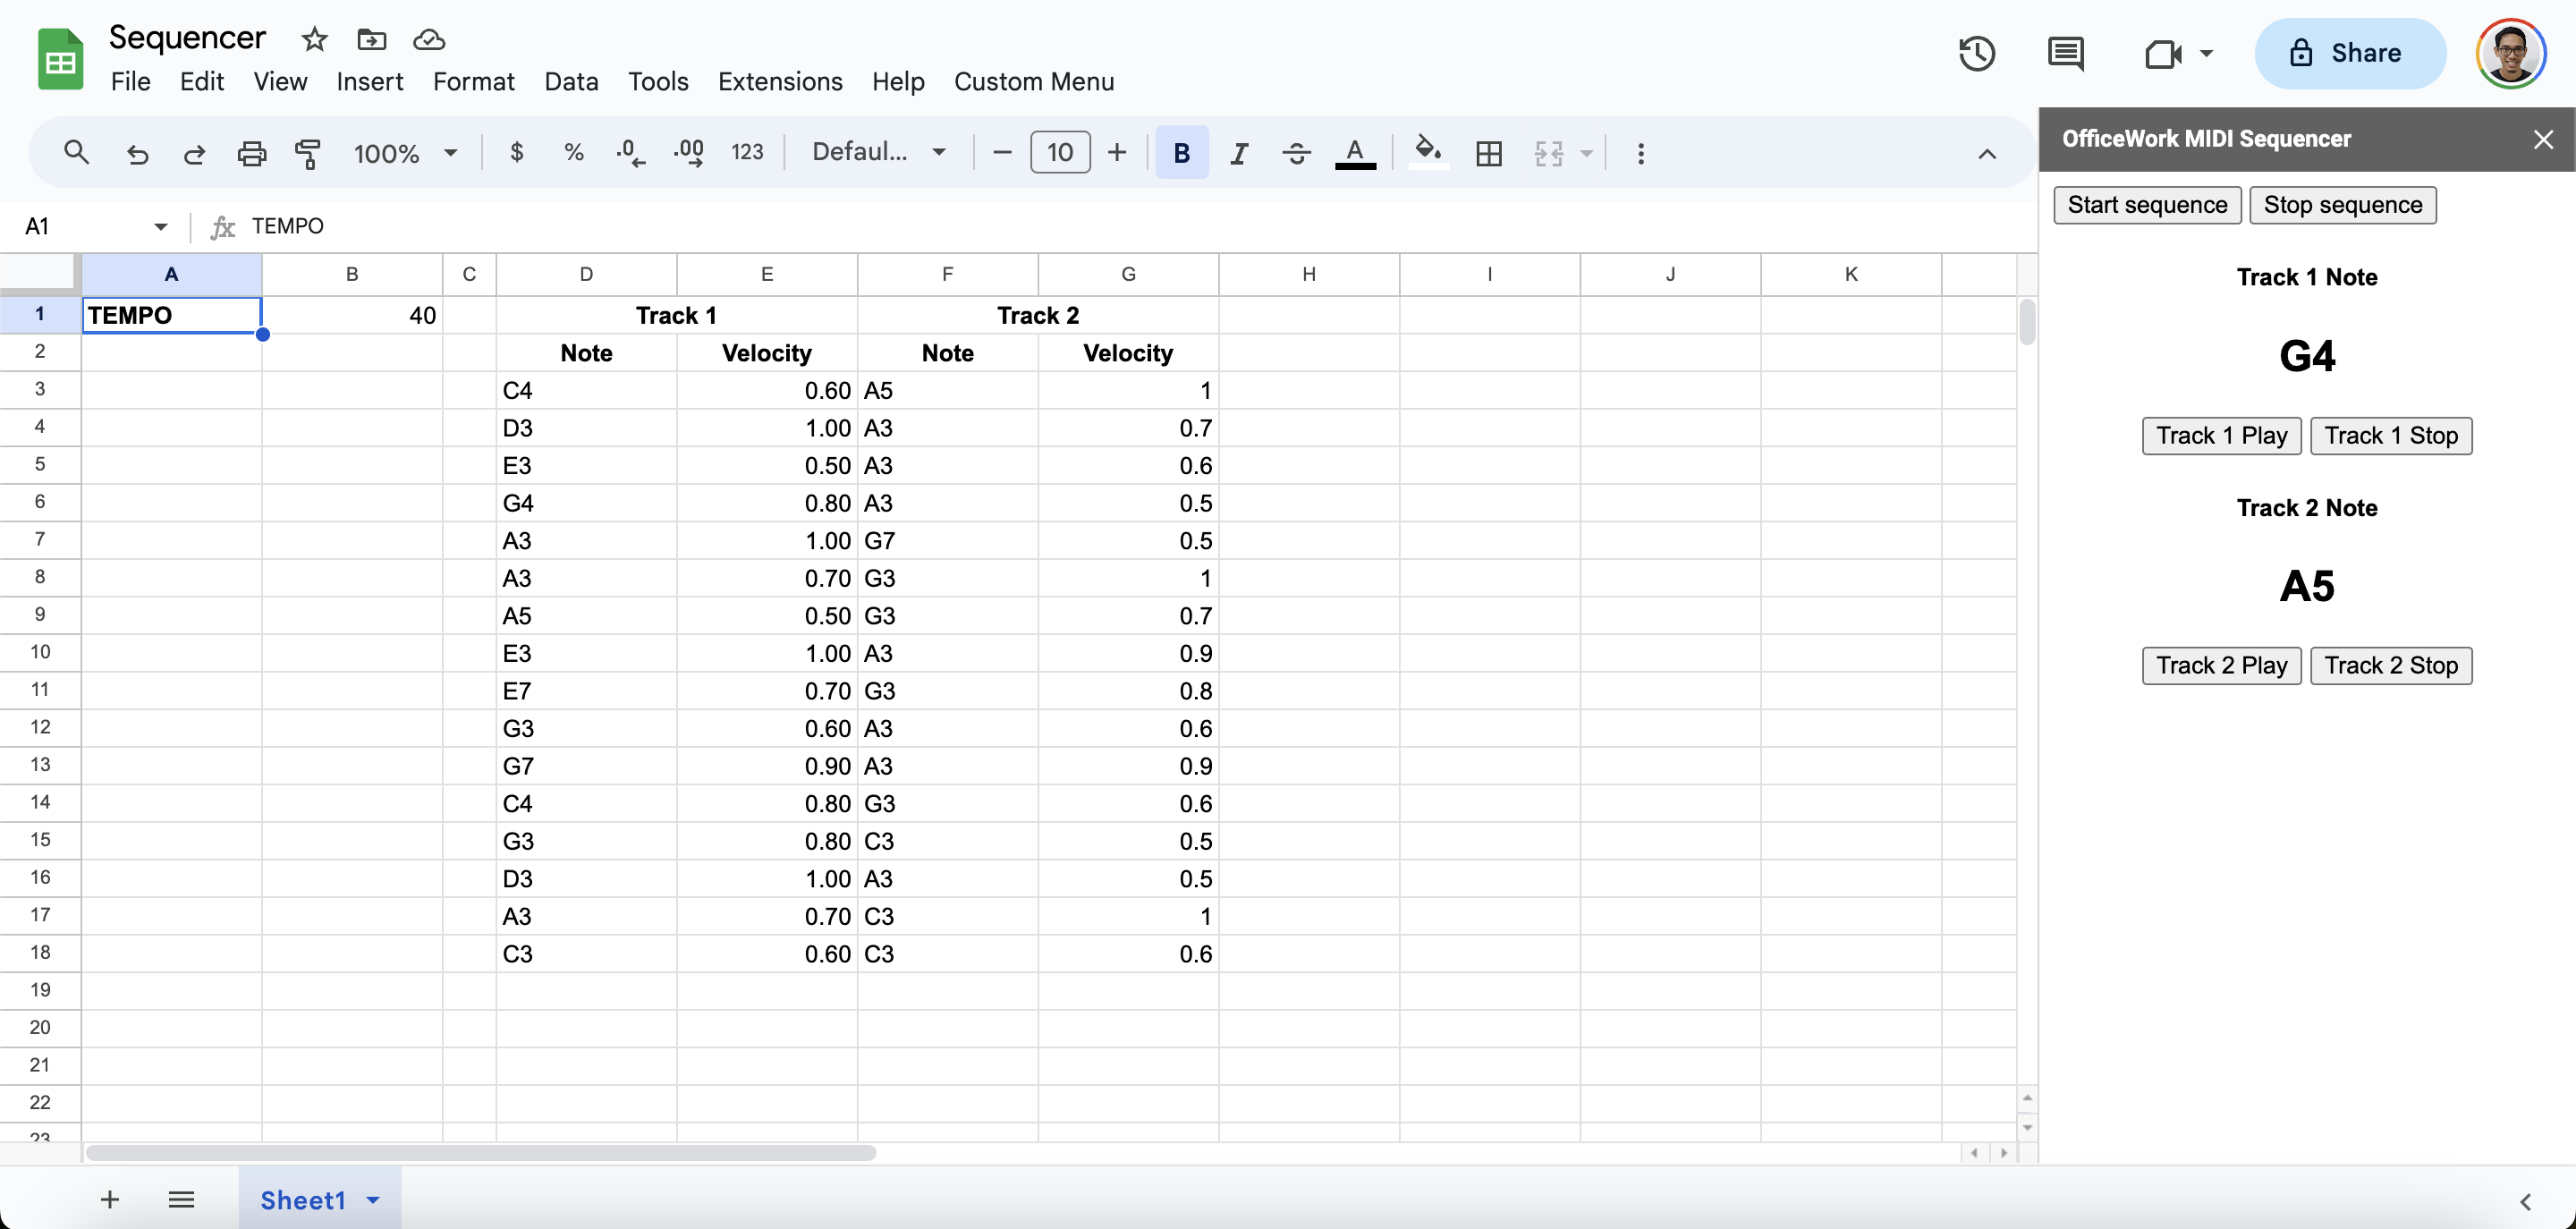 Sequencer
File Edit View Insert Format Data Tools Extensions Help Custom Menu
Share
100% $ % .0 .00 123 Defaul... 10 B I A
A1 fx TEMPO
A B C D E F G H I J K
1 TEMPO 40 Track 1 Track 2
2 Note Velocity Note Velocity
3 C4 0.60 A5 1
4 D3 1.00 A3 0.7
5 E3 0.50 A3 0.6
6 G4 0.80 A3 0.5
7 A3 1.00 G7 0.5
8 A3 0.70 G3 1
9 A5 0.50 G3 0.7
10 E3 1.00 A3 0.9
11 E7 0.70 G3 0.8
12 G3 0.60 A3 0.6
13 G7 0.90 A3 0.9
14 C4 0.80 G3 0.6
15 G3 0.80 C3 0.5
16 D3 1.00 A3 0.5
17 A3 0.70 C3 1
18 C3 0.60 C3 0.6
19
20
21
22
23
Sheet1
OfficeWork MIDI Sequencer
Start sequence Stop sequence
Track 1 Note
G4
Track 1 Play Track 1 Stop
Track 2 Note
A5
Track 2 Play Track 2 Stop